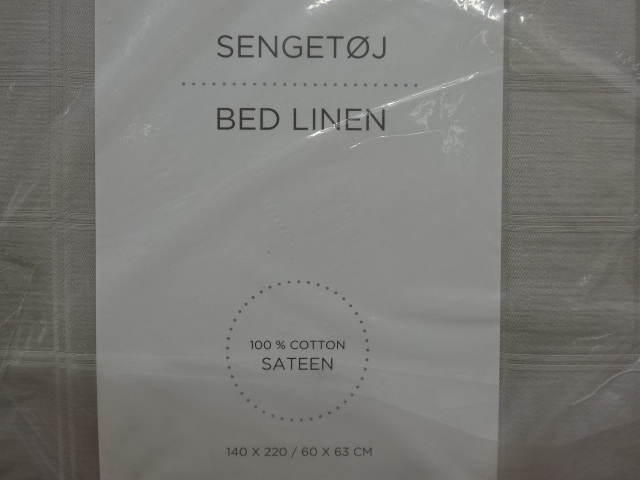 SENGETØJ
BED LINEN
100 % COTTON
SATEEN
140 X 220 / 60 X 63 CM